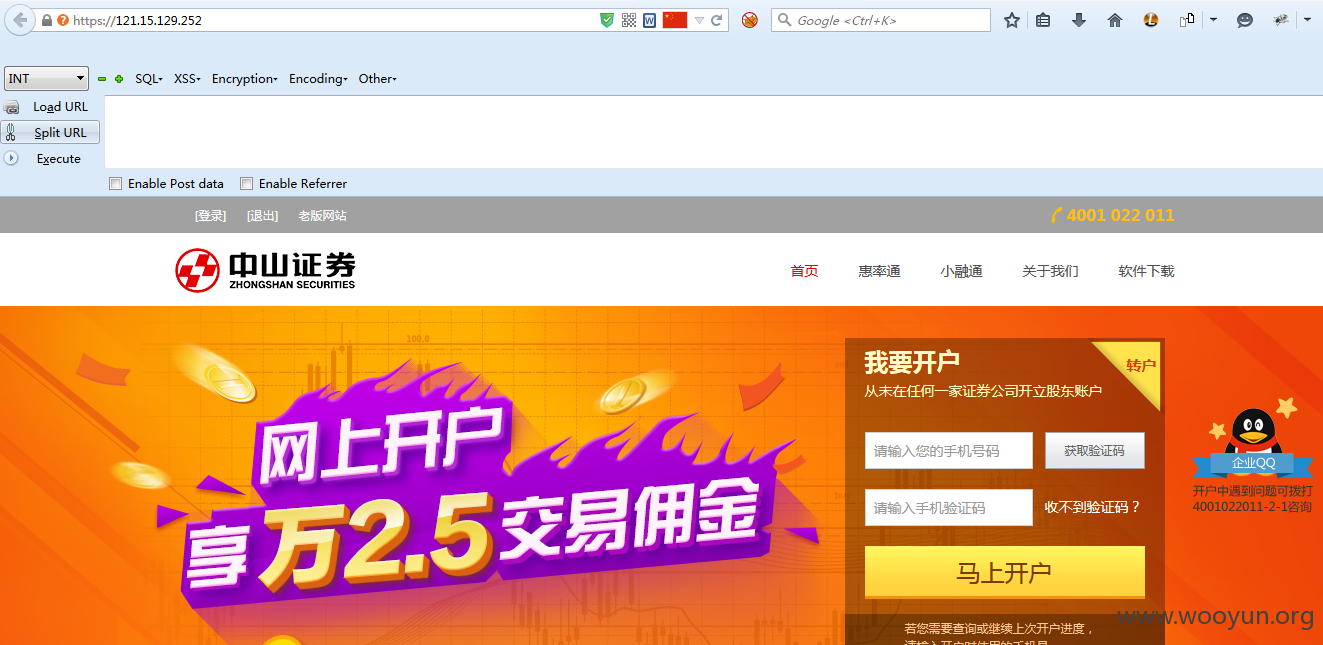 https://121.15.129.252
Google <Ctrl+K>
INT
SQL
XSS
Encryption
Encoding
Other
Load URL
Split URL
Execute
Enable Post data
Enable Referrer
[登录] [退出] 老版网站
4001 022 011
中山证券
ZHONGSHAN SECURITIES
首页 惠率通 小融通 关于我们 软件下载
100.0
网上开户
享万2.5交易佣金
我要开户
转户
从未在任何一家证券公司开立股东账户
请输入您的手机号码
获取验证码
请输入手机验证码
收不到验证码？
马上开户
企业QQ
开户中遇到问题可拨打
4001022011-2-1咨询
www.wooyun.org
若您需要查询或继续上次开户进度，